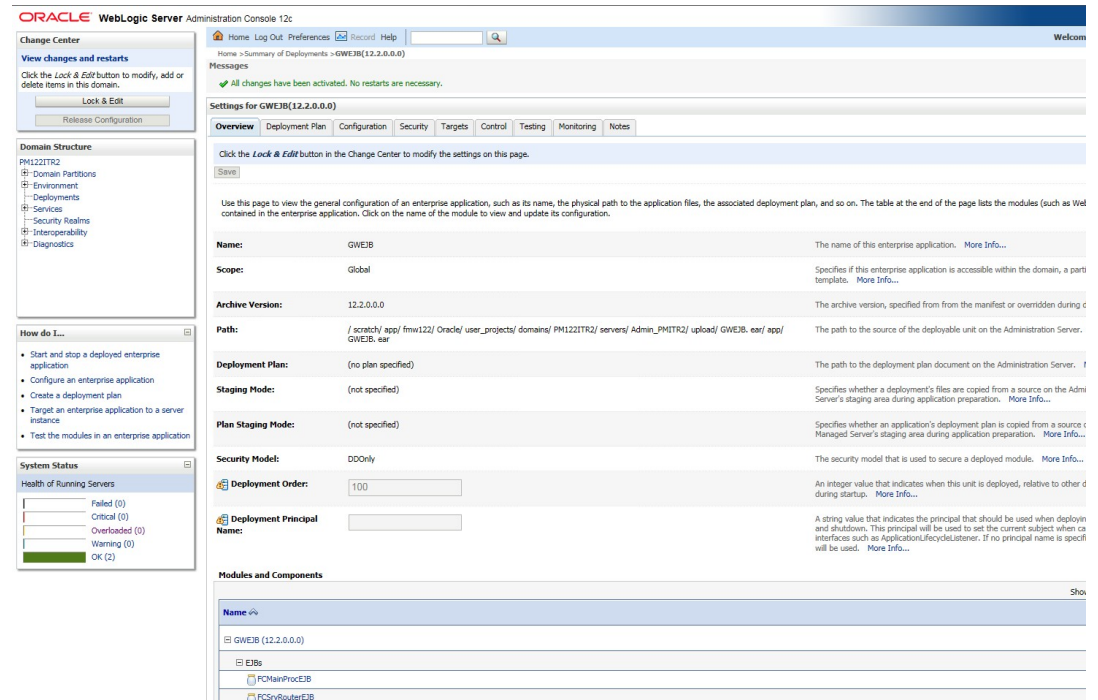 ORACLE WebLogic Server Administration Console 12c
Change Center
View changes and restarts
Click the Lock & Edit button to modify, add or
delete items in this domain.
Lock & Edit
Release Configuration
Domain Structure
PM122ITR2
Domain Partitions
Environment
Deployments
Services
Security Realms
Interoperability
Diagnostics
How do I...
Start and stop a deployed enterprise
application
Configure an enterprise application
Create a deployment plan
Target an enterprise application to a server
instance
Test the modules in an enterprise application
System Status
Health of Running Servers
Failed (0)
Critical (0)
Overloaded (0)
Warning (0)
OK (2)
Home Log Out Preferences Record Help
Welcom
Home >Summary of Deployments >GWEJB(12.2.0.0.0)
Messages
All changes have been activated. No restarts are necessary.
Settings for GWEJB(12.2.0.0.0)
Overview Deployment Plan Configuration Security Targets Control Testing Monitoring Notes
Click the Lock & Edit button in the Change Center to modify the settings on this page.
Save
Use this page to view the general configuration of an enterprise application, such as its name, the physical path to the application files, the associated deployment plan, and so on. The table at the end of the page lists the modules (such as Web
contained in the enterprise application. Click on the name of the module to view and update its configuration.
Name: GWEJB The name of this enterprise application. More Info...
Scope: Global Specifies if this enterprise application is accessible within the domain, a parti
template. More Info...
Archive Version: 12.2.0.0.0 The archive version, specified from from the manifest or overridden during d
Path: / scratch/ app/ fmw122/ Oracle/ user_projects/ domains/ PM122ITR2/ servers/ Admin_PMITR2/ upload/ GWEJB. ear/ app/ The path to the source of the deployable unit on the Administration Server.
GWEJB. ear
Deployment Plan: (no plan specified) The path to the deployment plan document on the Administration Server. M
Staging Mode: (not specified) Specifies whether a deployment's files are copied from a source on the Admi
Server's staging area during application preparation. More Info...
Plan Staging Mode: (not specified) Specifies whether an application's deployment plan is copied from a source o
Managed Server's staging area during application preparation. More Info...
Security Model: DDOnly The security model that is used to secure a deployed module. More Info...
Deployment Order: 100 An integer value that indicates when this unit is deployed, relative to other d
during startup. More Info...
Deployment Principal A string value that indicates the principal that should be used when deployin
Name: and shutdown. This principal will be used to set the current subject when ca
interfaces such as ApplicationLifecycleListener. If no principal name is specifi
will be used. More Info...
Modules and Components
Show
Name
GWEJB (12.2.0.0.0)
EJBs
FCMainProcEJB
FCSrvRouterEJB